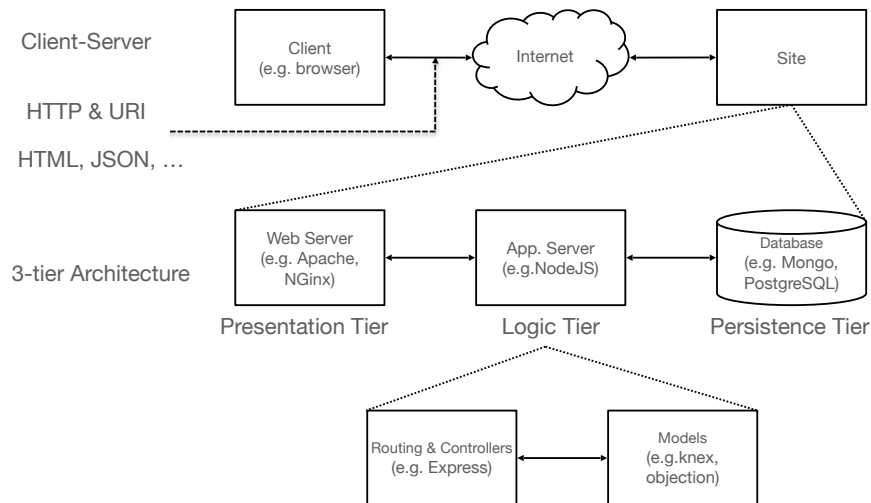 Client-Server
Client
(e.g. browser)
Internet
Site
HTTP & URI
HTML, JSON, …
3-tier Architecture
Web Server
(e.g. Apache,
NGinx)
App. Server
(e.g.NodeJS)
Database
(e.g. Mongo,
PostgreSQL)
Presentation Tier
Logic Tier
Persistence Tier
Routing & Controllers
(e.g. Express)
Models
(e.g.knex,
objection)